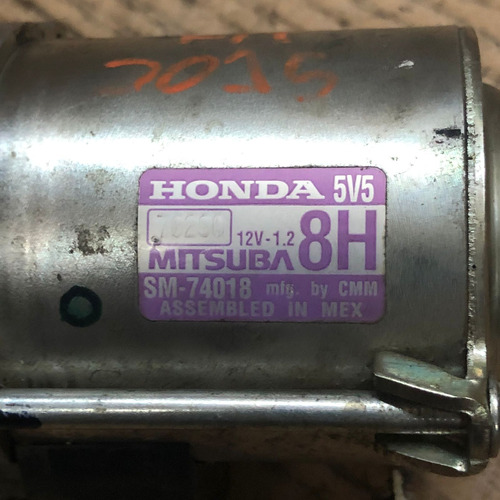 2015
HONDA 5V5
12V-1.2 8H
MITSUBA
SM-74018 mfg. by CMM
ASSEMBLED IN MEX